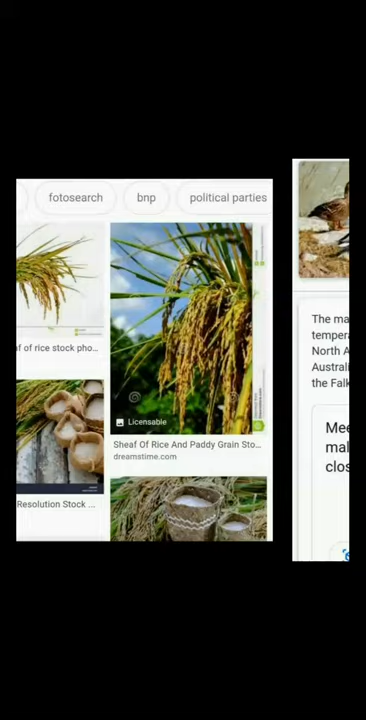 fotosearch
bnp
political parties
af of rice stock pho...
Licensable
Sheaf Of Rice And Paddy Grain Sto...
dreamstime.com
Resolution Stock ...
The ma
tempera
North A
Australi
the Falk
Mee
mal
clos